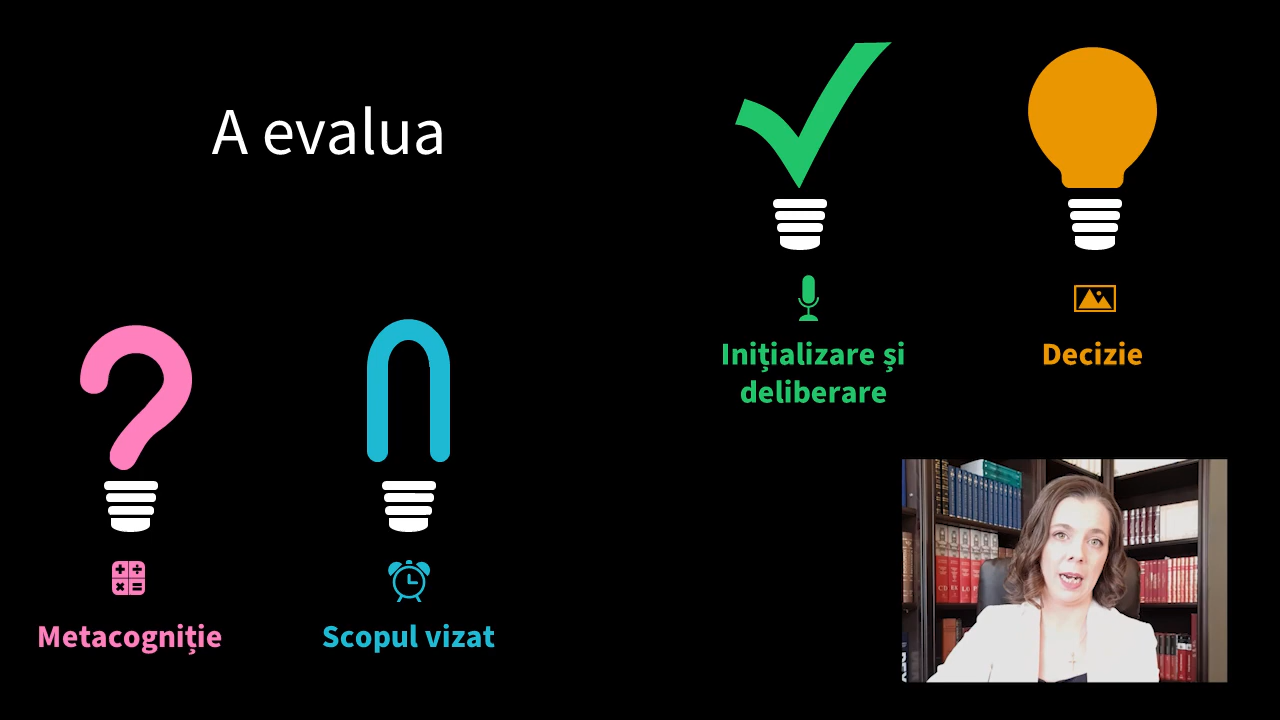 A evalua
Inițializare și
deliberare
Decizie
Metacogniție
Scopul vizat